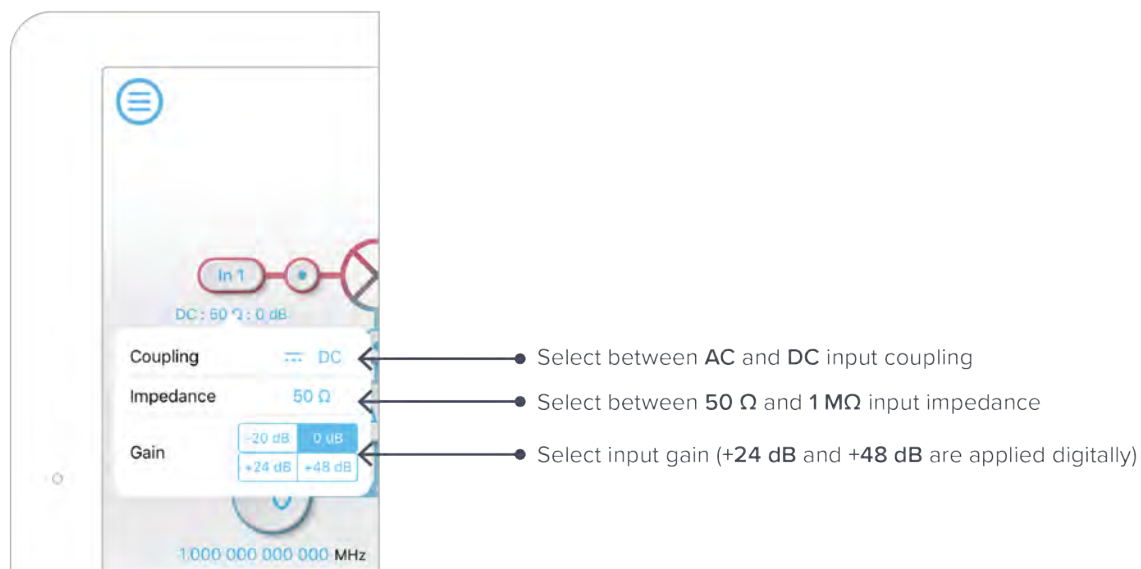 In 1
DC : 50 Ω : 0 dB
Coupling DC
Impedance 50 Ω
Gain
-20 dB 0 dB
+24 dB +48 dB
1.000 000 000 000 MHz
Select between AC and DC input coupling
Select between 50 Ω and 1 MΩ input impedance
Select input gain (+24 dB and +48 dB are applied digitally)